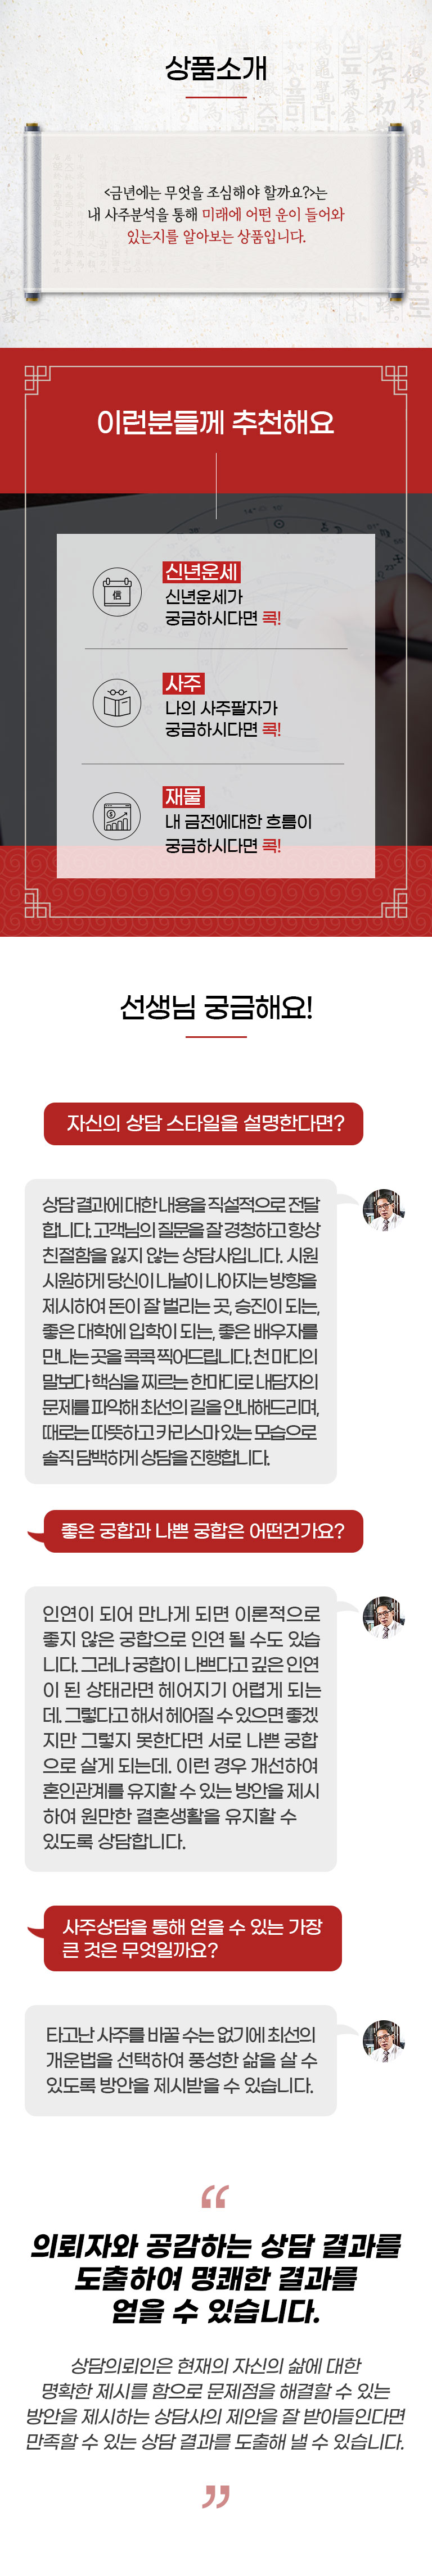 상품소개
<금년에는 무엇을 조심해야 할까요?>는
내 사주분석을 통해 미래에 어떤 운이 들어와
있는지를 알아보는 상품입니다.
이런분들께 추천해요
신년운세
신년운세가
궁금하시다면 콕!
사주
나의 사주팔자가
궁금하시다면 콕!
재물
내 금전에대한 흐름이
궁금하시다면 콕!
선생님 궁금해요!
자신의 상담 스타일을 설명한다면?
상담 결과에 대한 내용을 직설적으로 전달
합니다. 고객님의 질문을 잘 경청하고 항상
친절함을 잃지 않는 상담사입니다. 시원
시원하게 당신이 나날이 나아지는 방향을
제시하여 돈이 잘 벌리는 곳, 승진이 되는,
좋은 대학에 입학이 되는, 좋은 배우자를
만나는 곳을 콕콕 찍어드립니다. 천 마디의
말보다 핵심을 찌르는 한마디로 내담자의
문제를 파악해 최선의 길을 안내해드리며,
때로는 따뜻하고 카리스마 있는 모습으로
솔직 담백하게 상담을 진행합니다.
좋은 궁합과 나쁜 궁합은 어떤건가요?
인연이 되어 만나게 되면 이론적으로
좋지 않은 궁합으로 인연 될 수도 있습
니다. 그러나 궁합이 나쁘다고 깊은 인연
이 된 상태라면 헤어지기 어렵게 되는
데. 그렇다고 해서 헤어질 수 있으면 좋겠
지만 그렇지 못한다면 서로 나쁜 궁합
으로 살게 되는데. 이런 경우 개선하여
혼인관계를 유지할 수 있는 방안을 제시
하여 원만한 결혼생활을 유지할 수
있도록 상담합니다.
사주상담을 통해 얻을 수 있는 가장
큰 것은 무엇일까요?
타고난 사주를 바꿀 수는 없기에 최선의
개운법을 선택하여 풍성한 삶을 살 수
있도록 방안을 제시받을 수 있습니다.
“
의뢰자와 공감하는 상담 결과를
도출하여 명쾌한 결과를
얻을 수 있습니다.
상담의뢰인은 현재의 자신의 삶에 대한
명확한 제시를 함으로 문제점을 해결할 수 있는
방안을 제시하는 상담사의 제안을 잘 받아들인다면
만족할 수 있는 상담 결과를 도출해 낼 수 있습니다.
”